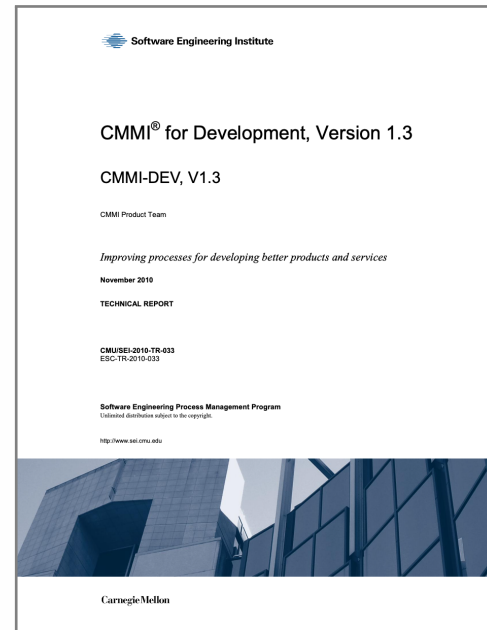 Software Engineering Institute
CMMI® for Development, Version 1.3
CMMI-DEV, V1.3
CMMI Product Team
Improving processes for developing better products and services
November 2010
TECHNICAL REPORT
CMU/SEI-2010-TR-033
ESC-TR-2010-033
Software Engineering Process Management Program
Unlimited distribution subject to the copyright.
http://www.sei.cmu.edu
CarnegieMellon